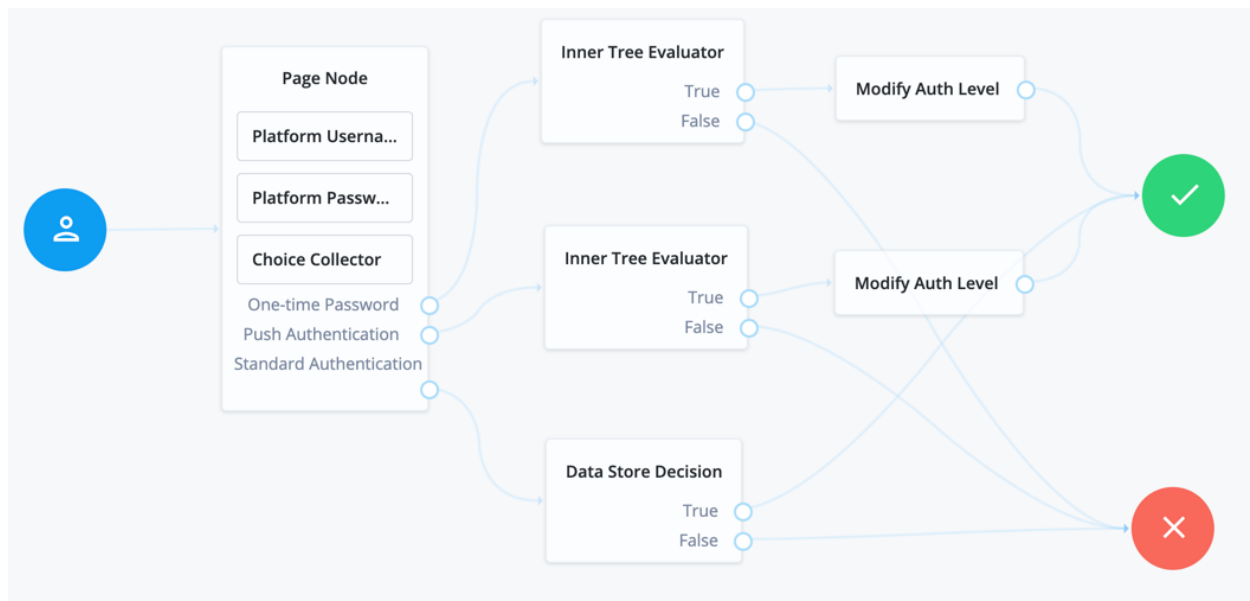 Page Node
Platform Userna...
Platform Passw...
Choice Collector
One-time Password
Push Authentication
Standard Authentication
Inner Tree Evaluator
True
False
Modify Auth Level
Inner Tree Evaluator
True
False
Modify Auth Level
Data Store Decision
True
False